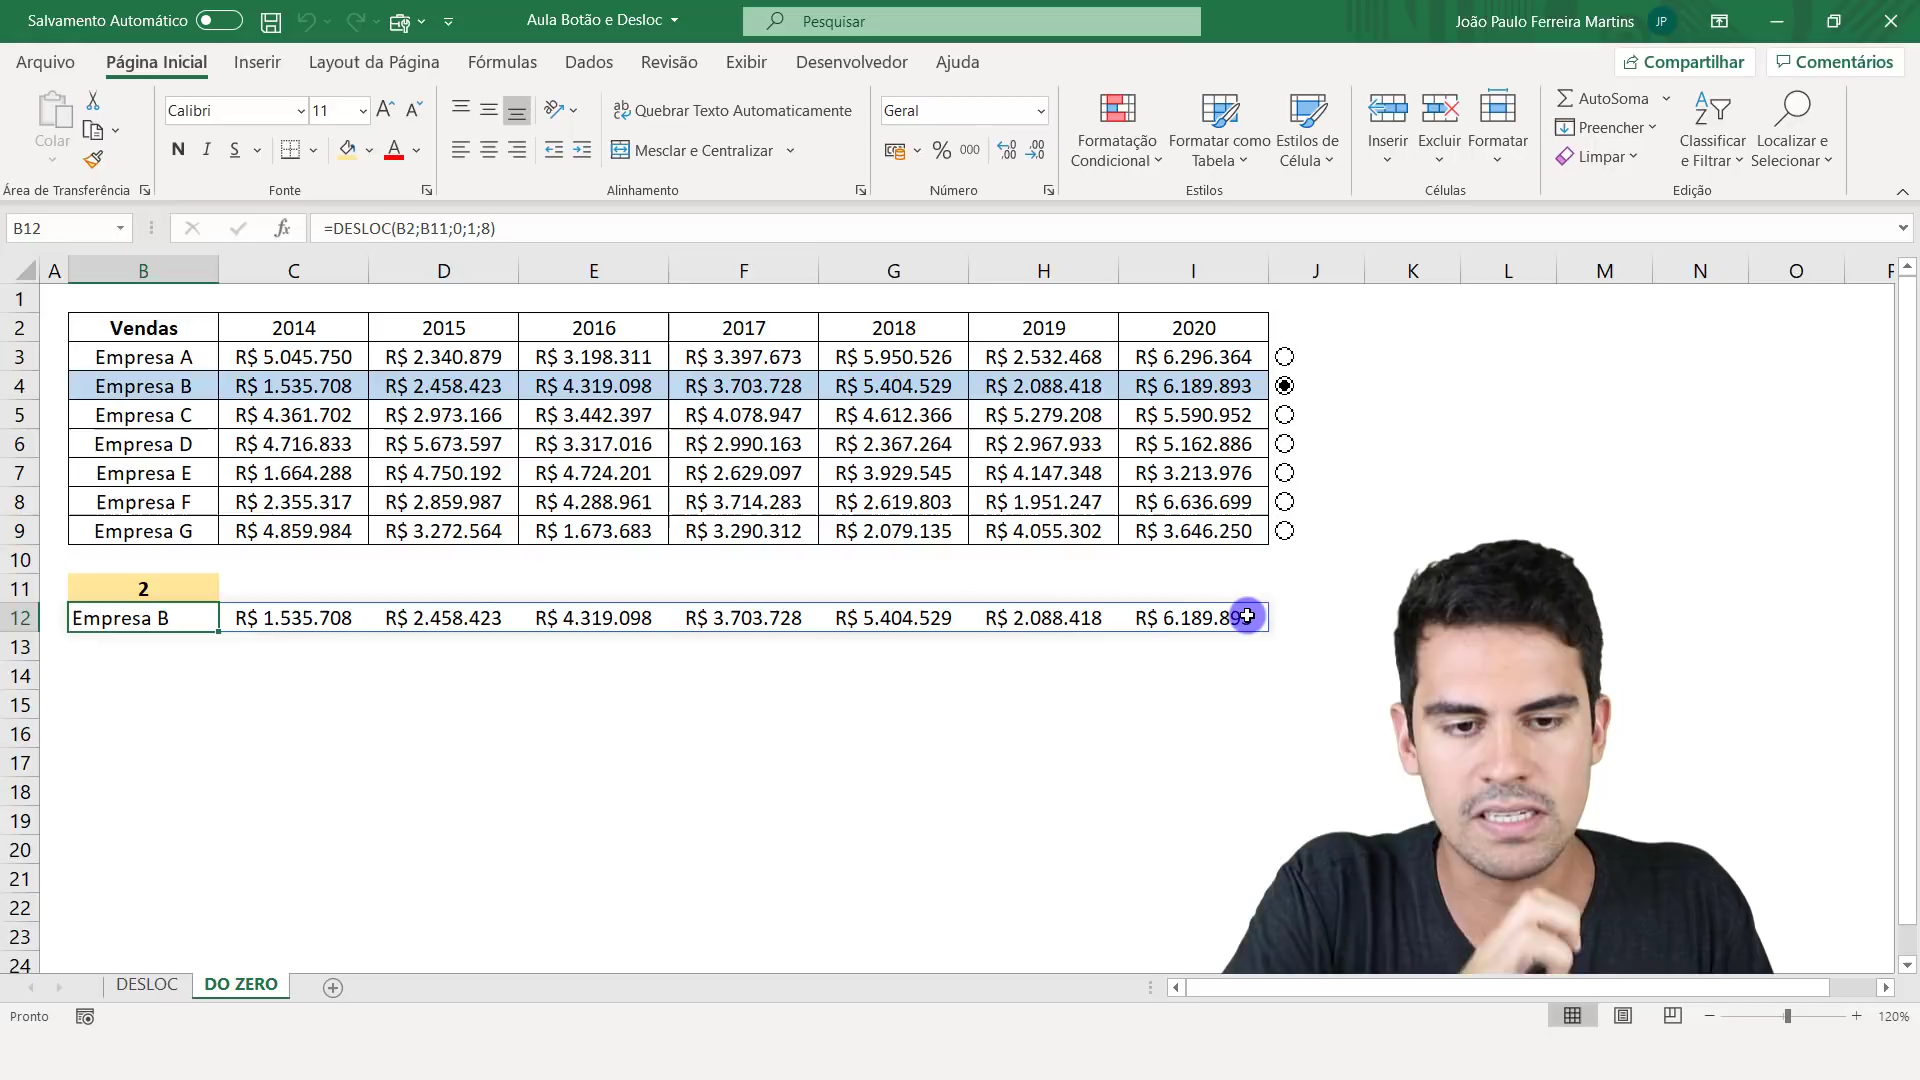 Salvamento Automático
Aula Botão e Desloc
Pesquisar
João Paulo Ferreira Martins
JP
Arquivo Página Inicial Inserir Layout da Página Fórmulas Dados Revisão Exibir Desenvolvedor Ajuda
Compartilhar
Comentários
Colar
Calibri 11
N I S
Quebrar Texto Automaticamente
Mesclar e Centralizar
Geral
% 000
Formatação Condicional
Formatar como Tabela
Estilos de Célula
Inserir Excluir Formatar
AutoSoma
Preencher
Limpar
Classificar e Filtrar
Localizar e Selecionar
Área de Transferência Fonte Alinhamento Número Estilos Células Edição
B12 fx =DESLOC(B2;B11;0;1;8)
A B C D E F G H I J K L M N O
1
2 Vendas 2014 2015 2016 2017 2018 2019 2020
3 Empresa A R$ 5.045.750 R$ 2.340.879 R$ 3.198.311 R$ 3.397.673 R$ 5.950.526 R$ 2.532.468 R$ 6.296.364
4 Empresa B R$ 1.535.708 R$ 2.458.423 R$ 4.319.098 R$ 3.703.728 R$ 5.404.529 R$ 2.088.418 R$ 6.189.893
5 Empresa C R$ 4.361.702 R$ 2.973.166 R$ 3.442.397 R$ 4.078.947 R$ 4.612.366 R$ 5.279.208 R$ 5.590.952
6 Empresa D R$ 4.716.833 R$ 5.673.597 R$ 3.317.016 R$ 2.990.163 R$ 2.367.264 R$ 2.967.933 R$ 5.162.886
7 Empresa E R$ 1.664.288 R$ 4.750.192 R$ 4.724.201 R$ 2.629.097 R$ 3.929.545 R$ 4.147.348 R$ 3.213.976
8 Empresa F R$ 2.355.317 R$ 2.859.987 R$ 4.288.961 R$ 3.714.283 R$ 2.619.803 R$ 1.951.247 R$ 6.636.699
9 Empresa G R$ 4.859.984 R$ 3.272.564 R$ 1.673.683 R$ 3.290.312 R$ 2.079.135 R$ 4.055.302 R$ 3.646.250
10
11 2
12 Empresa B R$ 1.535.708 R$ 2.458.423 R$ 4.319.098 R$ 3.703.728 R$ 5.404.529 R$ 2.088.418 R$
13
14
15
16
17
18
19
20
21
22
23
24
DESLOC DO ZERO
Pronto
120%